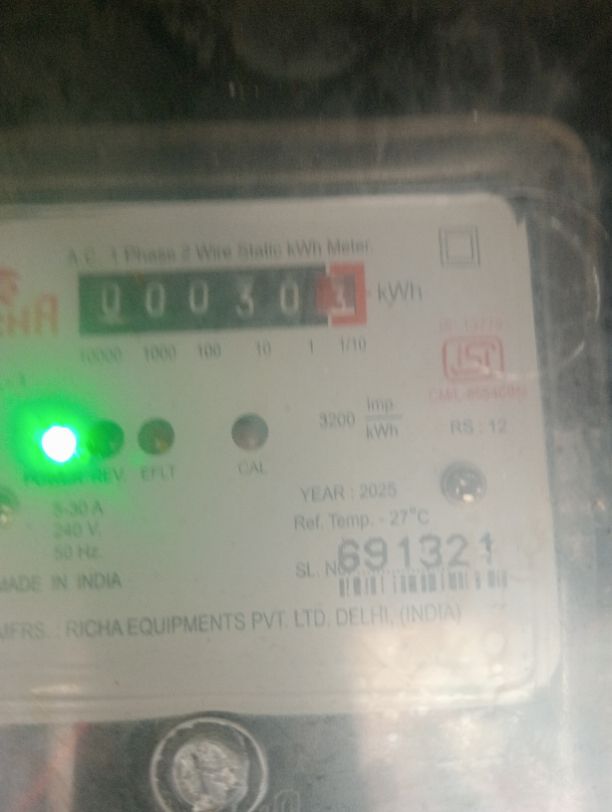 A.C. 1 Phase 2 Wire Static kWh Meter.
0 0 0 3 0 kWh
10000 1000 100 10 1 1/10
ISI
3200 Imp/kWh RS : 12
POWER REV. EFLT CAL
YEAR : 2025
5-30 A
240 V.
50 Hz.
Ref. Temp. - 27°C
SL. No. 691321
MADE IN INDIA
MFRS. : RICHA EQUIPMENTS PVT. LTD. DELHI, (INDIA)